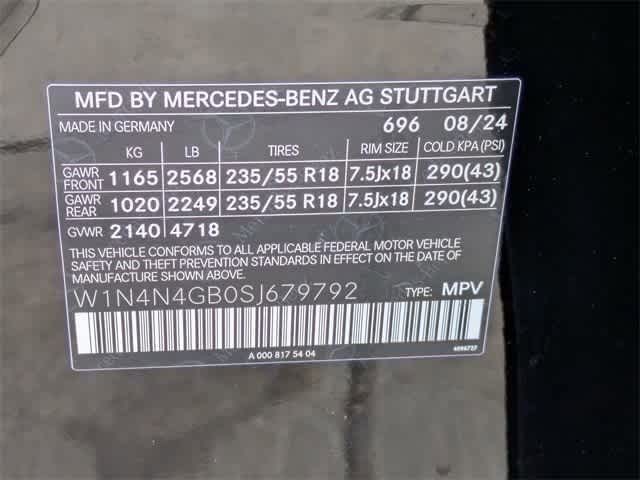 MFD BY MERCEDES-BENZ AG STUTTGART
MADE IN GERMANY 696 08/24
KG LB TIRES RIM SIZE COLD KPA (PSI)
GAWR FRONT 1165 2568 235/55 R18 7.5Jx18 290(43)
GAWR REAR 1020 2249 235/55 R18 7.5Jx18 290(43)
GVWR 2140 4718
THIS VEHICLE CONFORMS TO ALL APPLICABLE FEDERAL MOTOR VEHICLE
SAFETY AND THEFT PREVENTION STANDARDS IN EFFECT ON THE DATE OF
MANUFACTURE SHOWN ABOVE.
W1N4N4GB0SJ679792 TYPE: MPV
A 000 817 54 04